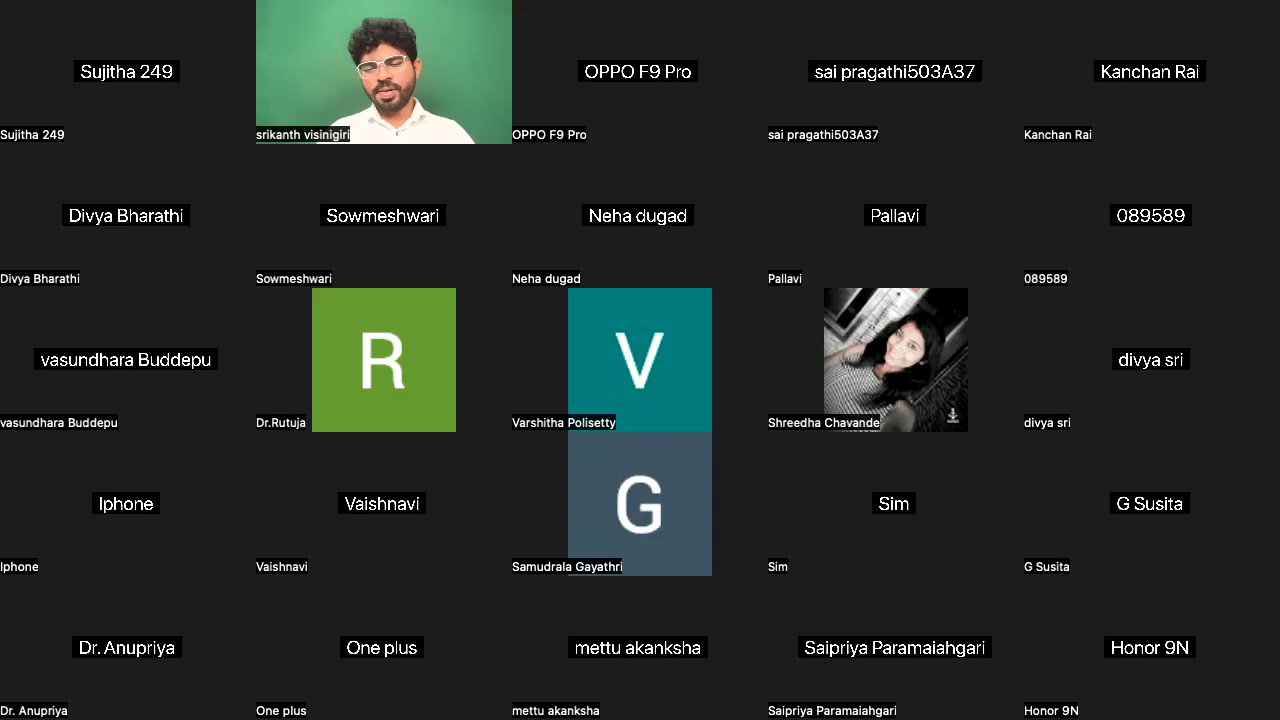 Sujitha 249
Sujitha 249
srikanth visinigiri
OPPO F9 Pro
OPPO F9 Pro
sai pragathi503A37
sai pragathi503A37
Kanchan Rai
Kanchan Rai
Divya Bharathi
Divya Bharathi
Sowmeshwari
Sowmeshwari
Neha dugad
Neha dugad
Pallavi
Pallavi
089589
089589
vasundhara Buddepu
vasundhara Buddepu
R
Dr.Rutuja
V
Varshitha Polisetty
Shreedha Chavande
divya sri
divya sri
Iphone
Iphone
Vaishnavi
Vaishnavi
G
Samudrala Gayathri
Sim
Sim
G Susita
G Susita
Dr. Anupriya
Dr. Anupriya
One plus
One plus
mettu akanksha
mettu akanksha
Saipriya Paramaiahgari
Saipriya Paramaiahgari
Honor 9N
Honor 9N